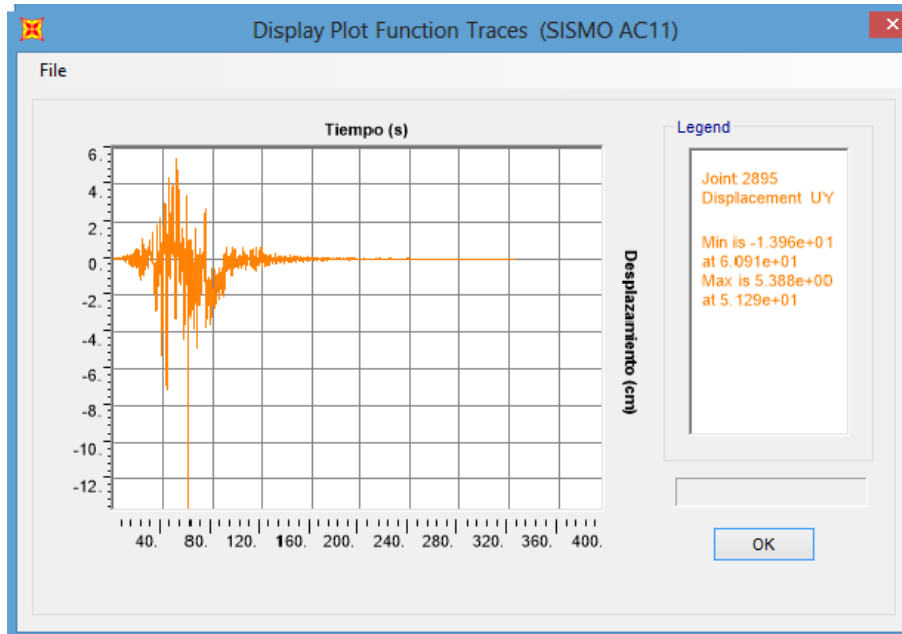 Display Plot Function Traces (SISMO AC11)
File
Tiempo (s)
6.
4.
2.
0.
-2.
-4.
-6.
-8.
-10.
-12.
40. 80. 120. 160. 200. 240. 280. 320. 360. 400.
Desplazamiento (cm)
Legend
Joint 2895
Displacement UY
Min is -1.396e+01
at 6.091e+01
Max is 5.388e+00
at 5.129e+01
OK